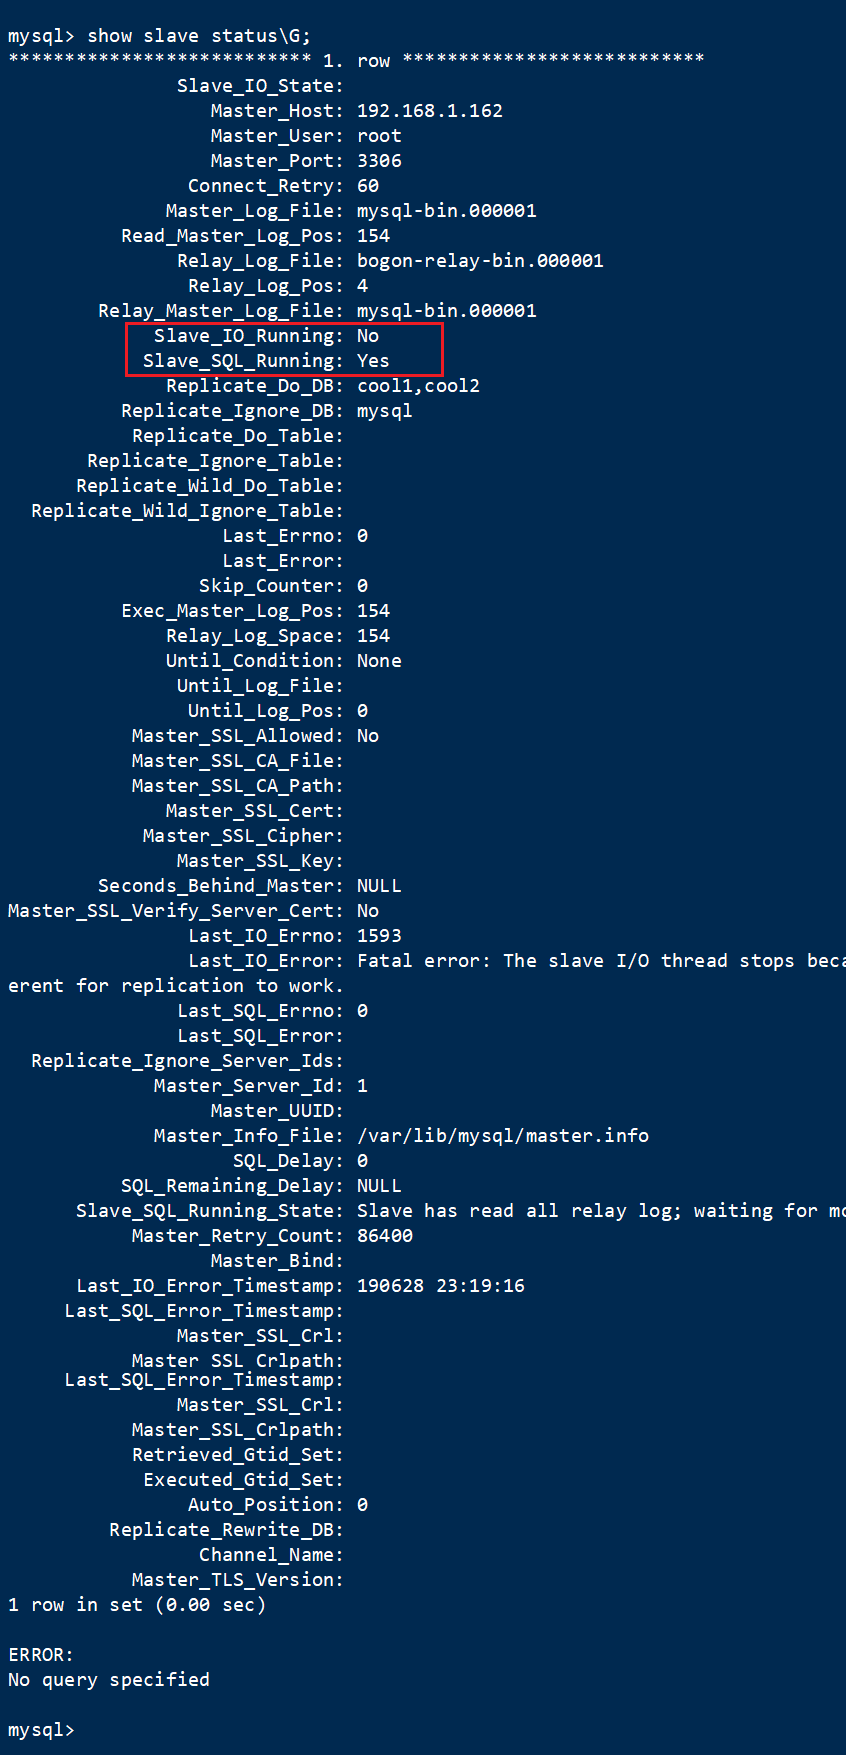 mysql> show slave status\G;
*************************** 1. row ***************************
Slave_IO_State:
Master_Host: 192.168.1.162
Master_User: root
Master_Port: 3306
Connect_Retry: 60
Master_Log_File: mysql-bin.000001
Read_Master_Log_Pos: 154
Relay_Log_File: bogon-relay-bin.000001
Relay_Log_Pos: 4
Relay_Master_Log_File: mysql-bin.000001
Slave_IO_Running: No
Slave_SQL_Running: Yes
Replicate_Do_DB: cool1,cool2
Replicate_Ignore_DB: mysql
Replicate_Do_Table:
Replicate_Ignore_Table:
Replicate_Wild_Do_Table:
Replicate_Wild_Ignore_Table:
Last_Errno: 0
Last_Error:
Skip_Counter: 0
Exec_Master_Log_Pos: 154
Relay_Log_Space: 154
Until_Condition: None
Until_Log_File:
Until_Log_Pos: 0
Master_SSL_Allowed: No
Master_SSL_CA_File:
Master_SSL_CA_Path:
Master_SSL_Cert:
Master_SSL_Cipher:
Master_SSL_Key:
Seconds_Behind_Master: NULL
Master_SSL_Verify_Server_Cert: No
Last_IO_Errno: 1593
Last_IO_Error: Fatal error: The slave I/O thread stops beca
erent for replication to work.
Last_SQL_Errno: 0
Last_SQL_Error:
Replicate_Ignore_Server_Ids:
Master_Server_Id: 1
Master_UUID:
Master_Info_File: /var/lib/mysql/master.info
SQL_Delay: 0
SQL_Remaining_Delay: NULL
Slave_SQL_Running_State: Slave has read all relay log; waiting for mo
Master_Retry_Count: 86400
Master_Bind:
Last_IO_Error_Timestamp: 190628 23:19:16
Last_SQL_Error_Timestamp:
Master_SSL_Crl:
Master_SSL_Crlpath:
Last_SQL_Error_Timestamp:
Master_SSL_Crl:
Master_SSL_Crlpath:
Retrieved_Gtid_Set:
Executed_Gtid_Set:
Auto_Position: 0
Replicate_Rewrite_DB:
Channel_Name:
Master_TLS_Version:
1 row in set (0.00 sec)
ERROR:
No query specified
mysql>